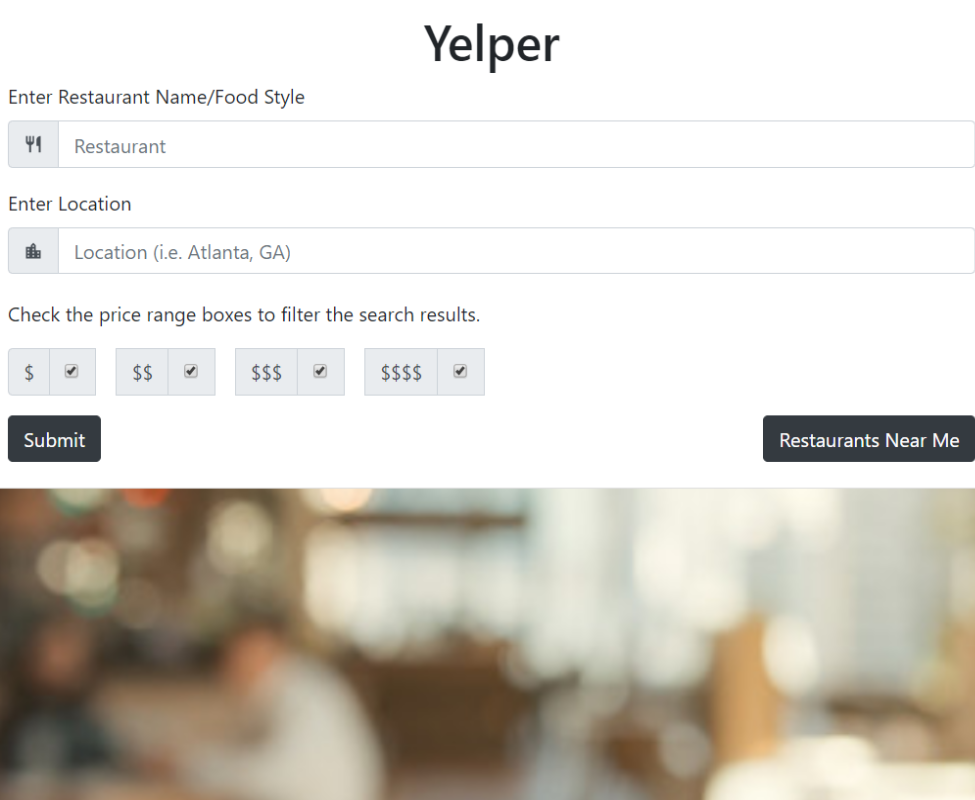 Yelper
Enter Restaurant Name/Food Style
Restaurant
Enter Location
Location (i.e. Atlanta, GA)
Check the price range boxes to filter the search results.
$ $$ $$$ $$$$
Submit Restaurants Near Me